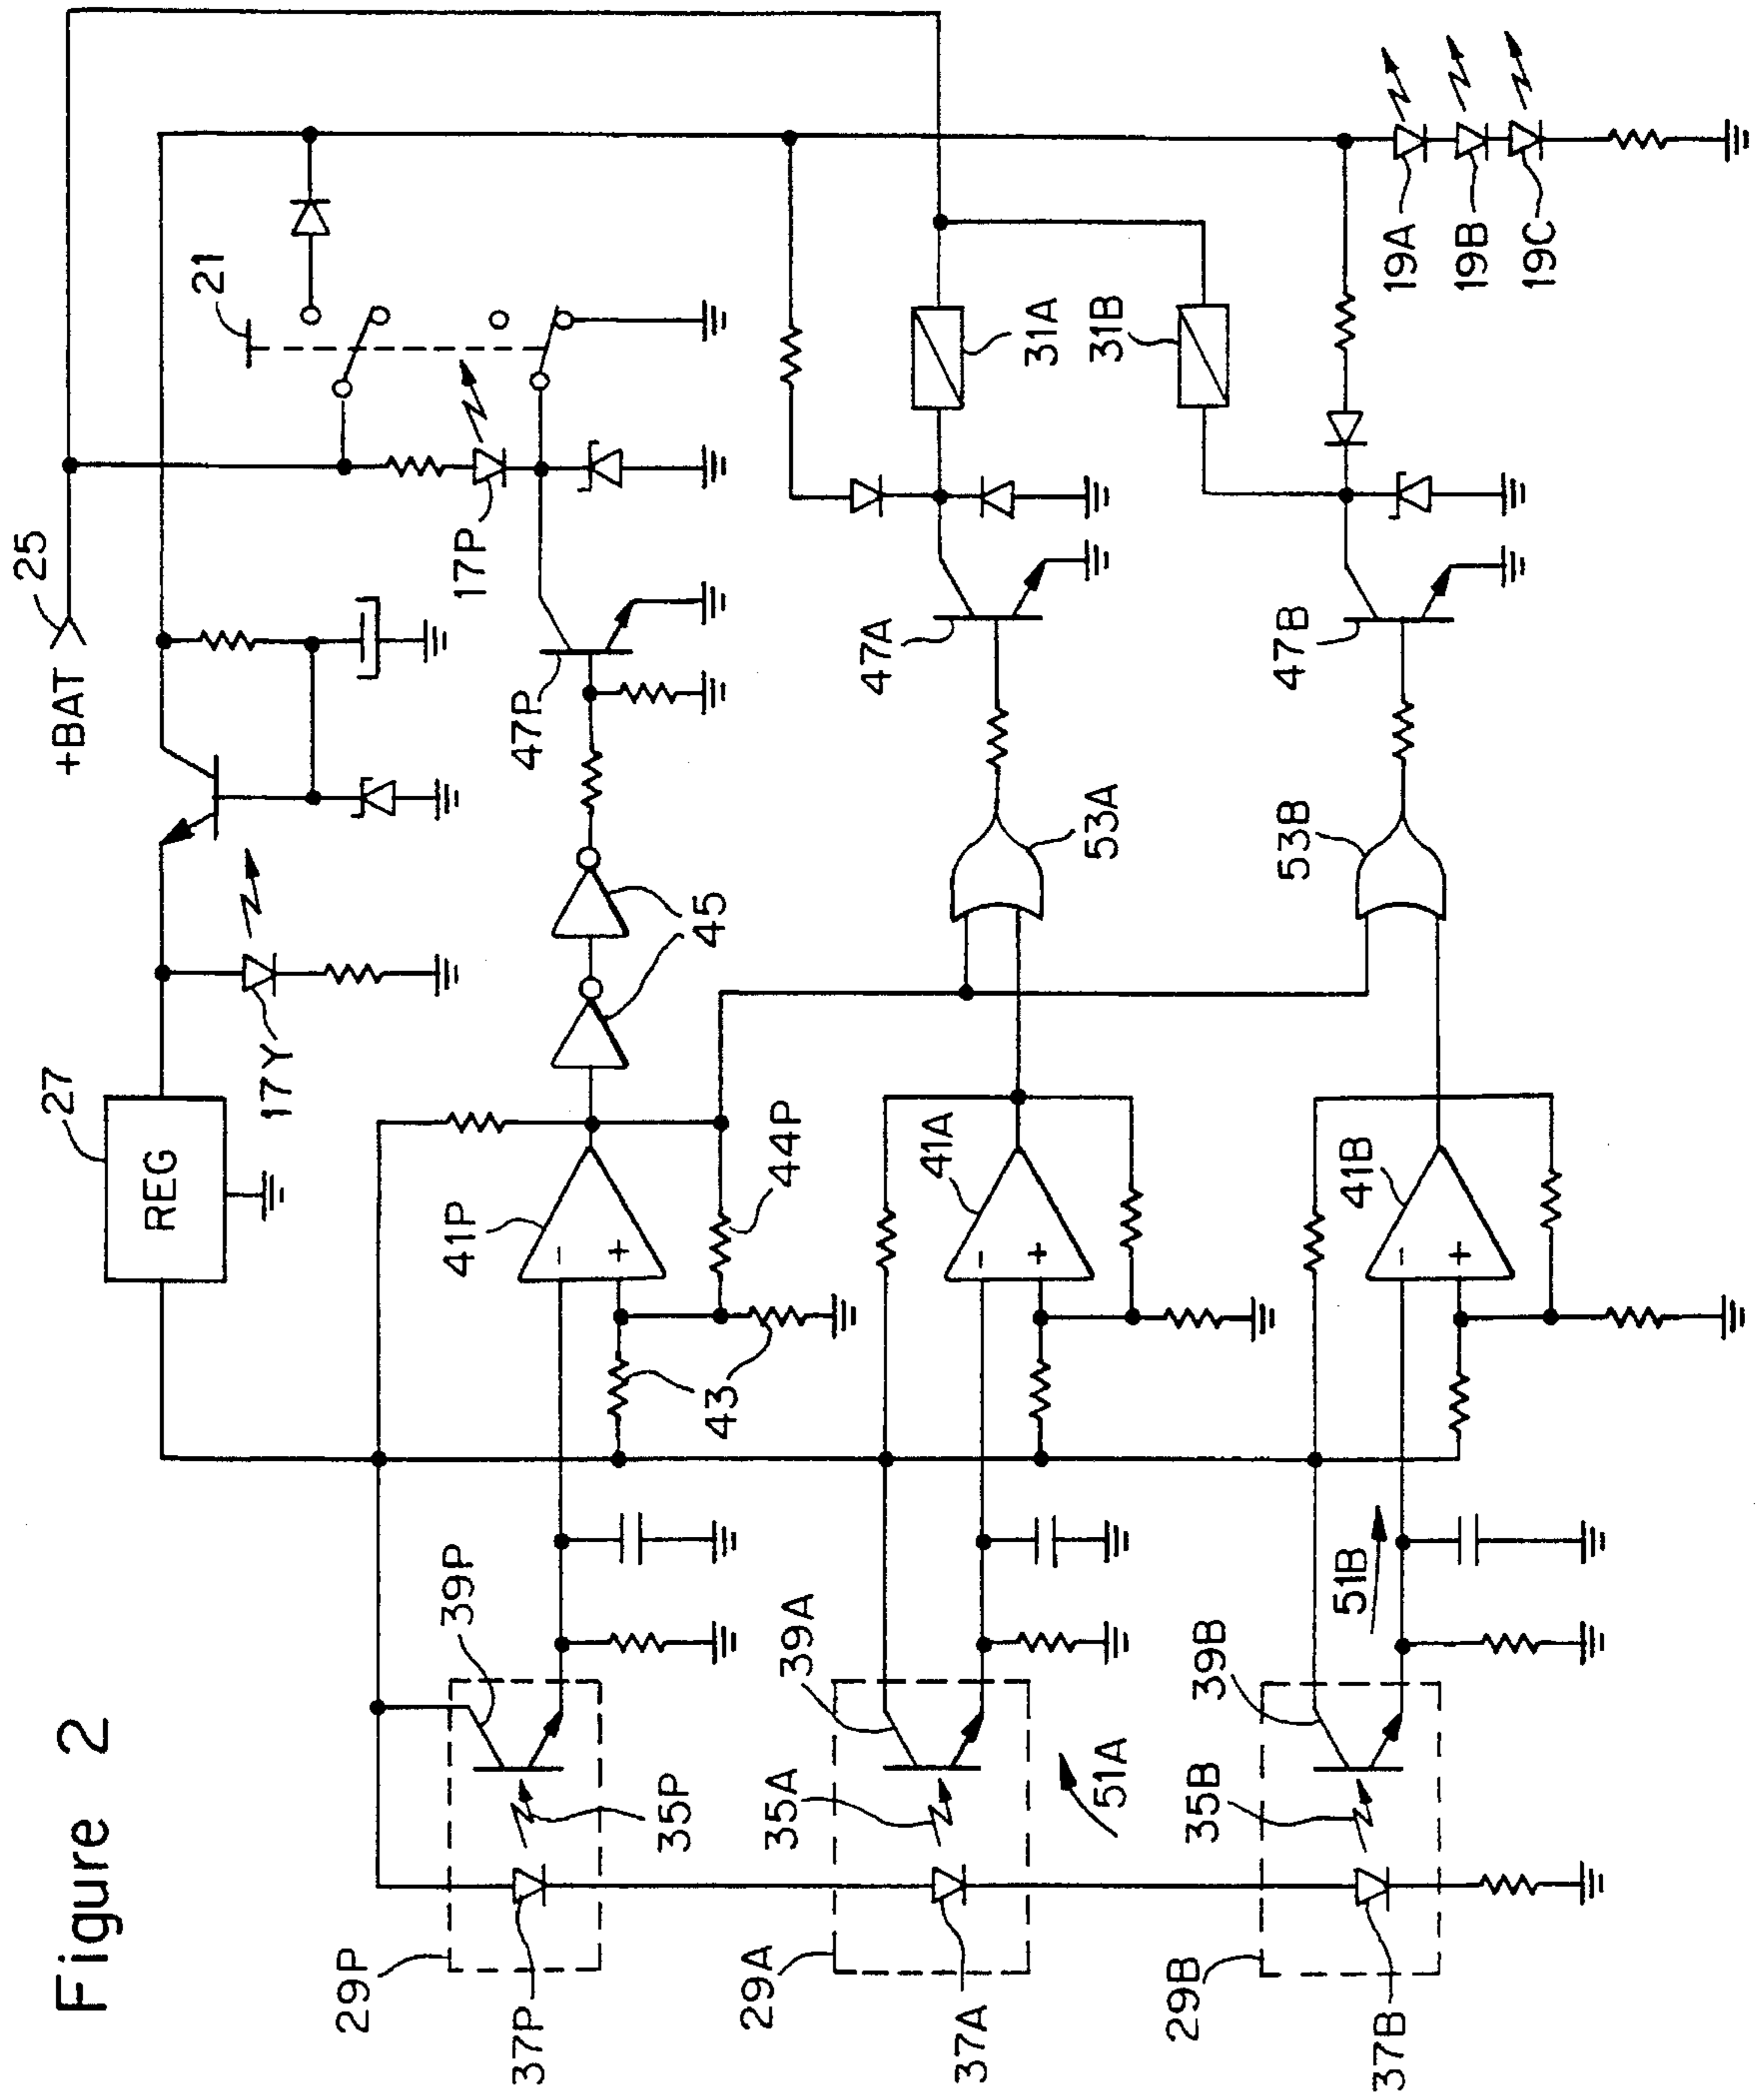 Figure 2
+BAT
25
27
REG
17Y
21
17P
47P
45
41P
−
+
44P
43
39P
35P
29P
37P
31A
31B
47A
53A
41A
−
+
39A
35A
51A
29A
37A
19A
19B
19C
47B
53B
41B
−
+
51B
39B
35B
29B
37B